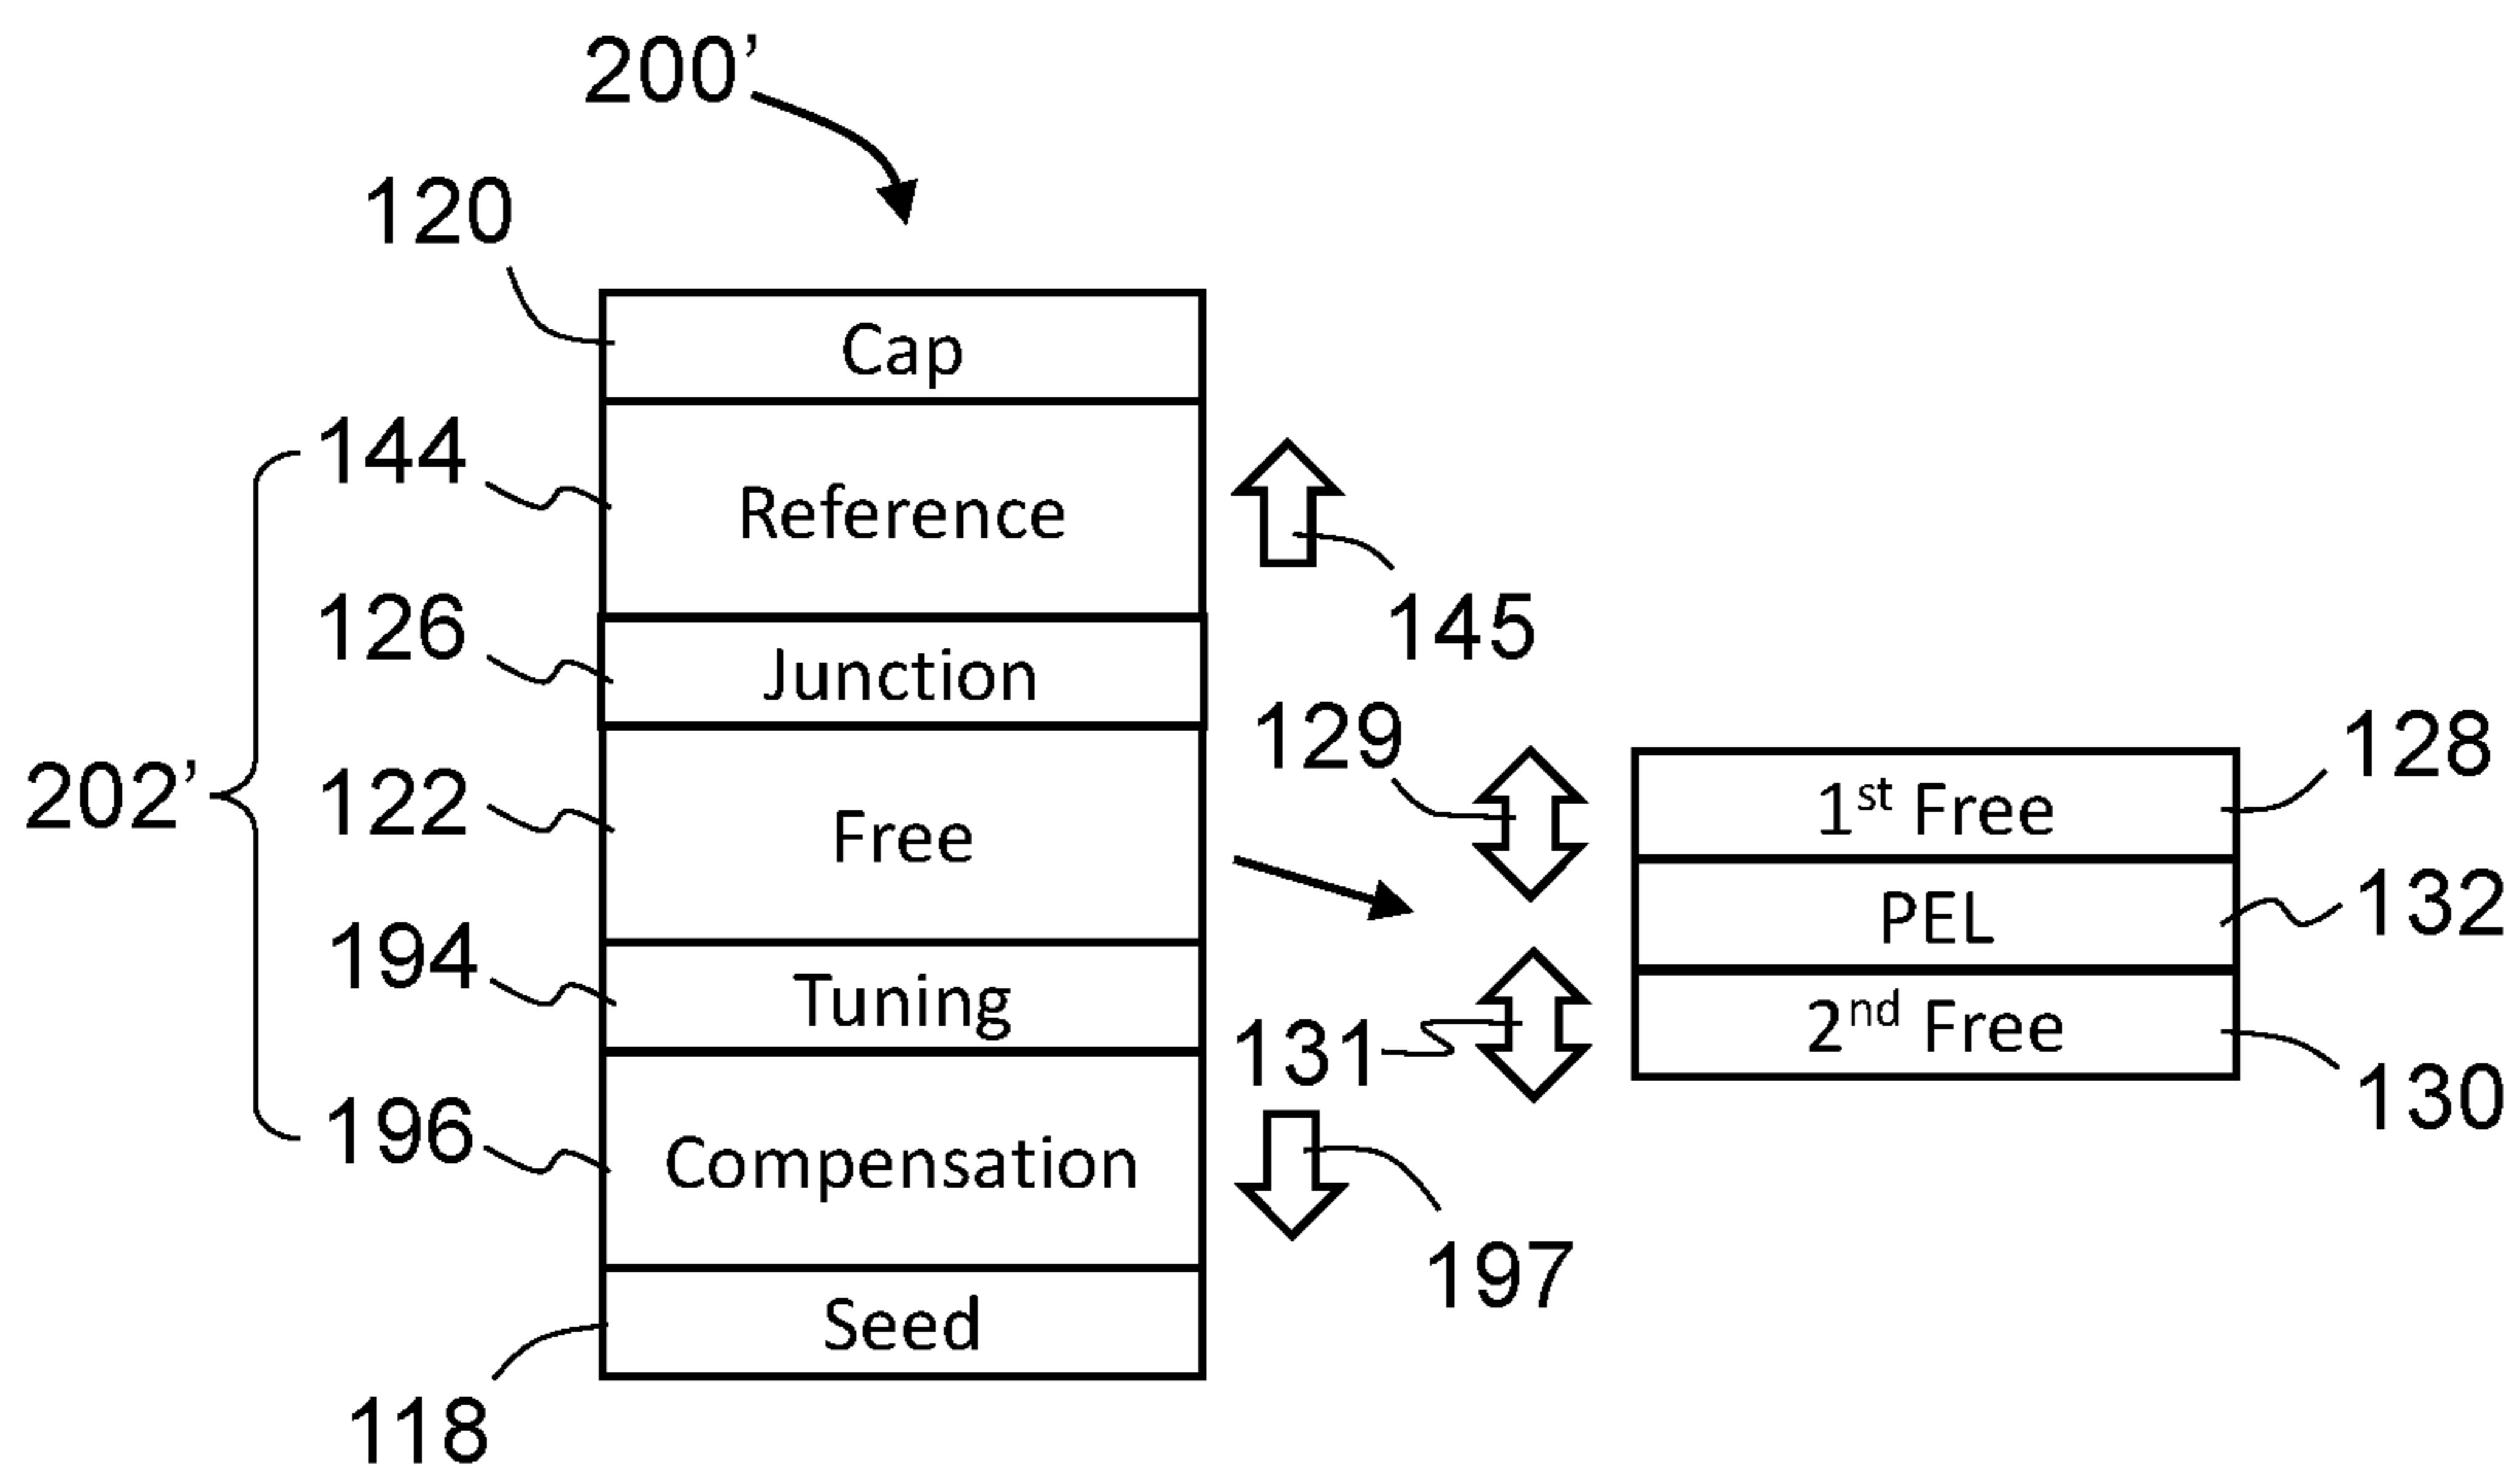 200’
120
Cap
144
Reference
145
126
Junction
202’
122
Free
129
1st Free
128
PEL
132
194
Tuning
131
2nd Free
130
196
Compensation
197
Seed
118